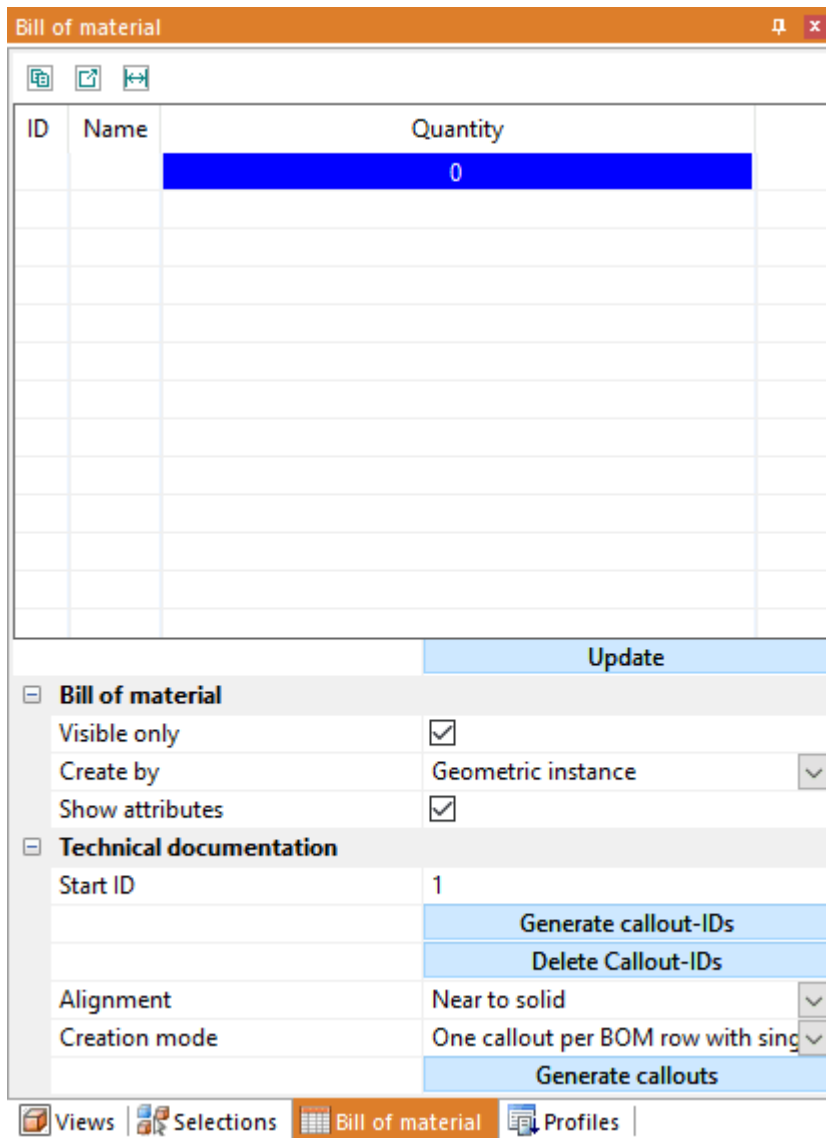 Bill of material
ID Name Quantity
0
Update
Bill of material
Visible only
Create by Geometric instance
Show attributes
Technical documentation
Start ID 1
Generate callout-IDs
Delete Callout-IDs
Alignment Near to solid
Creation mode One callout per BOM row with sing
Generate callouts
Views Selections Bill of material Profiles